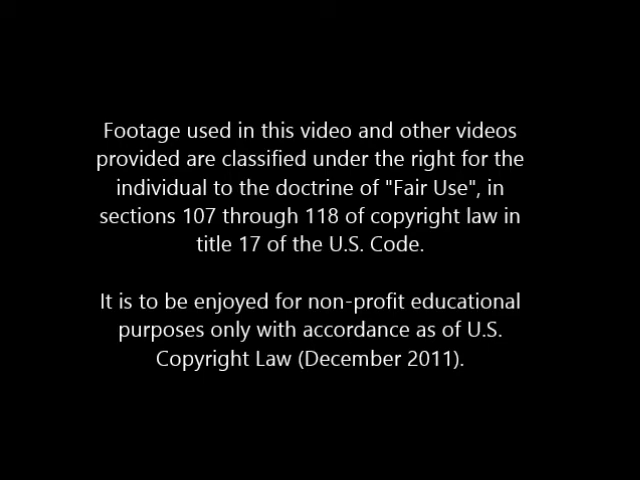 Footage used in this video and other videos
provided are classified under the right for the
individual to the doctrine of "Fair Use", in
sections 107 through 118 of copyright law in
title 17 of the U.S. Code.
It is to be enjoyed for non-profit educational
purposes only with accordance as of U.S.
Copyright Law (December 2011).